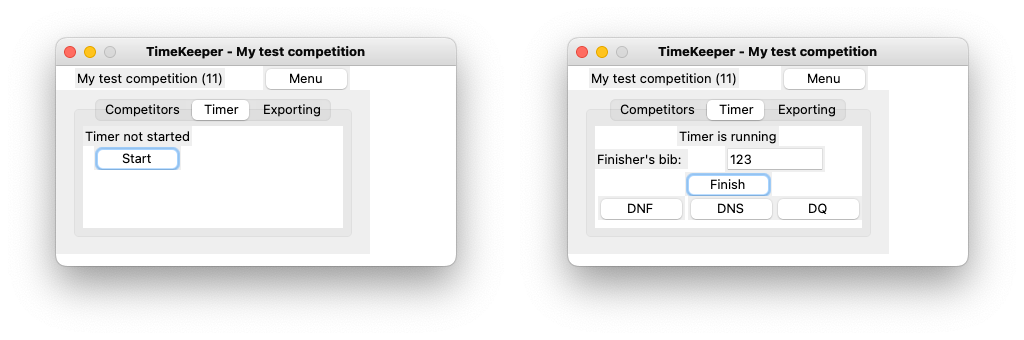 TimeKeeper - My test competition
My test competition (11) Menu
Competitors Timer Exporting
Timer not started
Start
TimeKeeper - My test competition
My test competition (11) Menu
Competitors Timer Exporting
Timer is running
Finisher's bib: 123
Finish
DNF DNS DQ